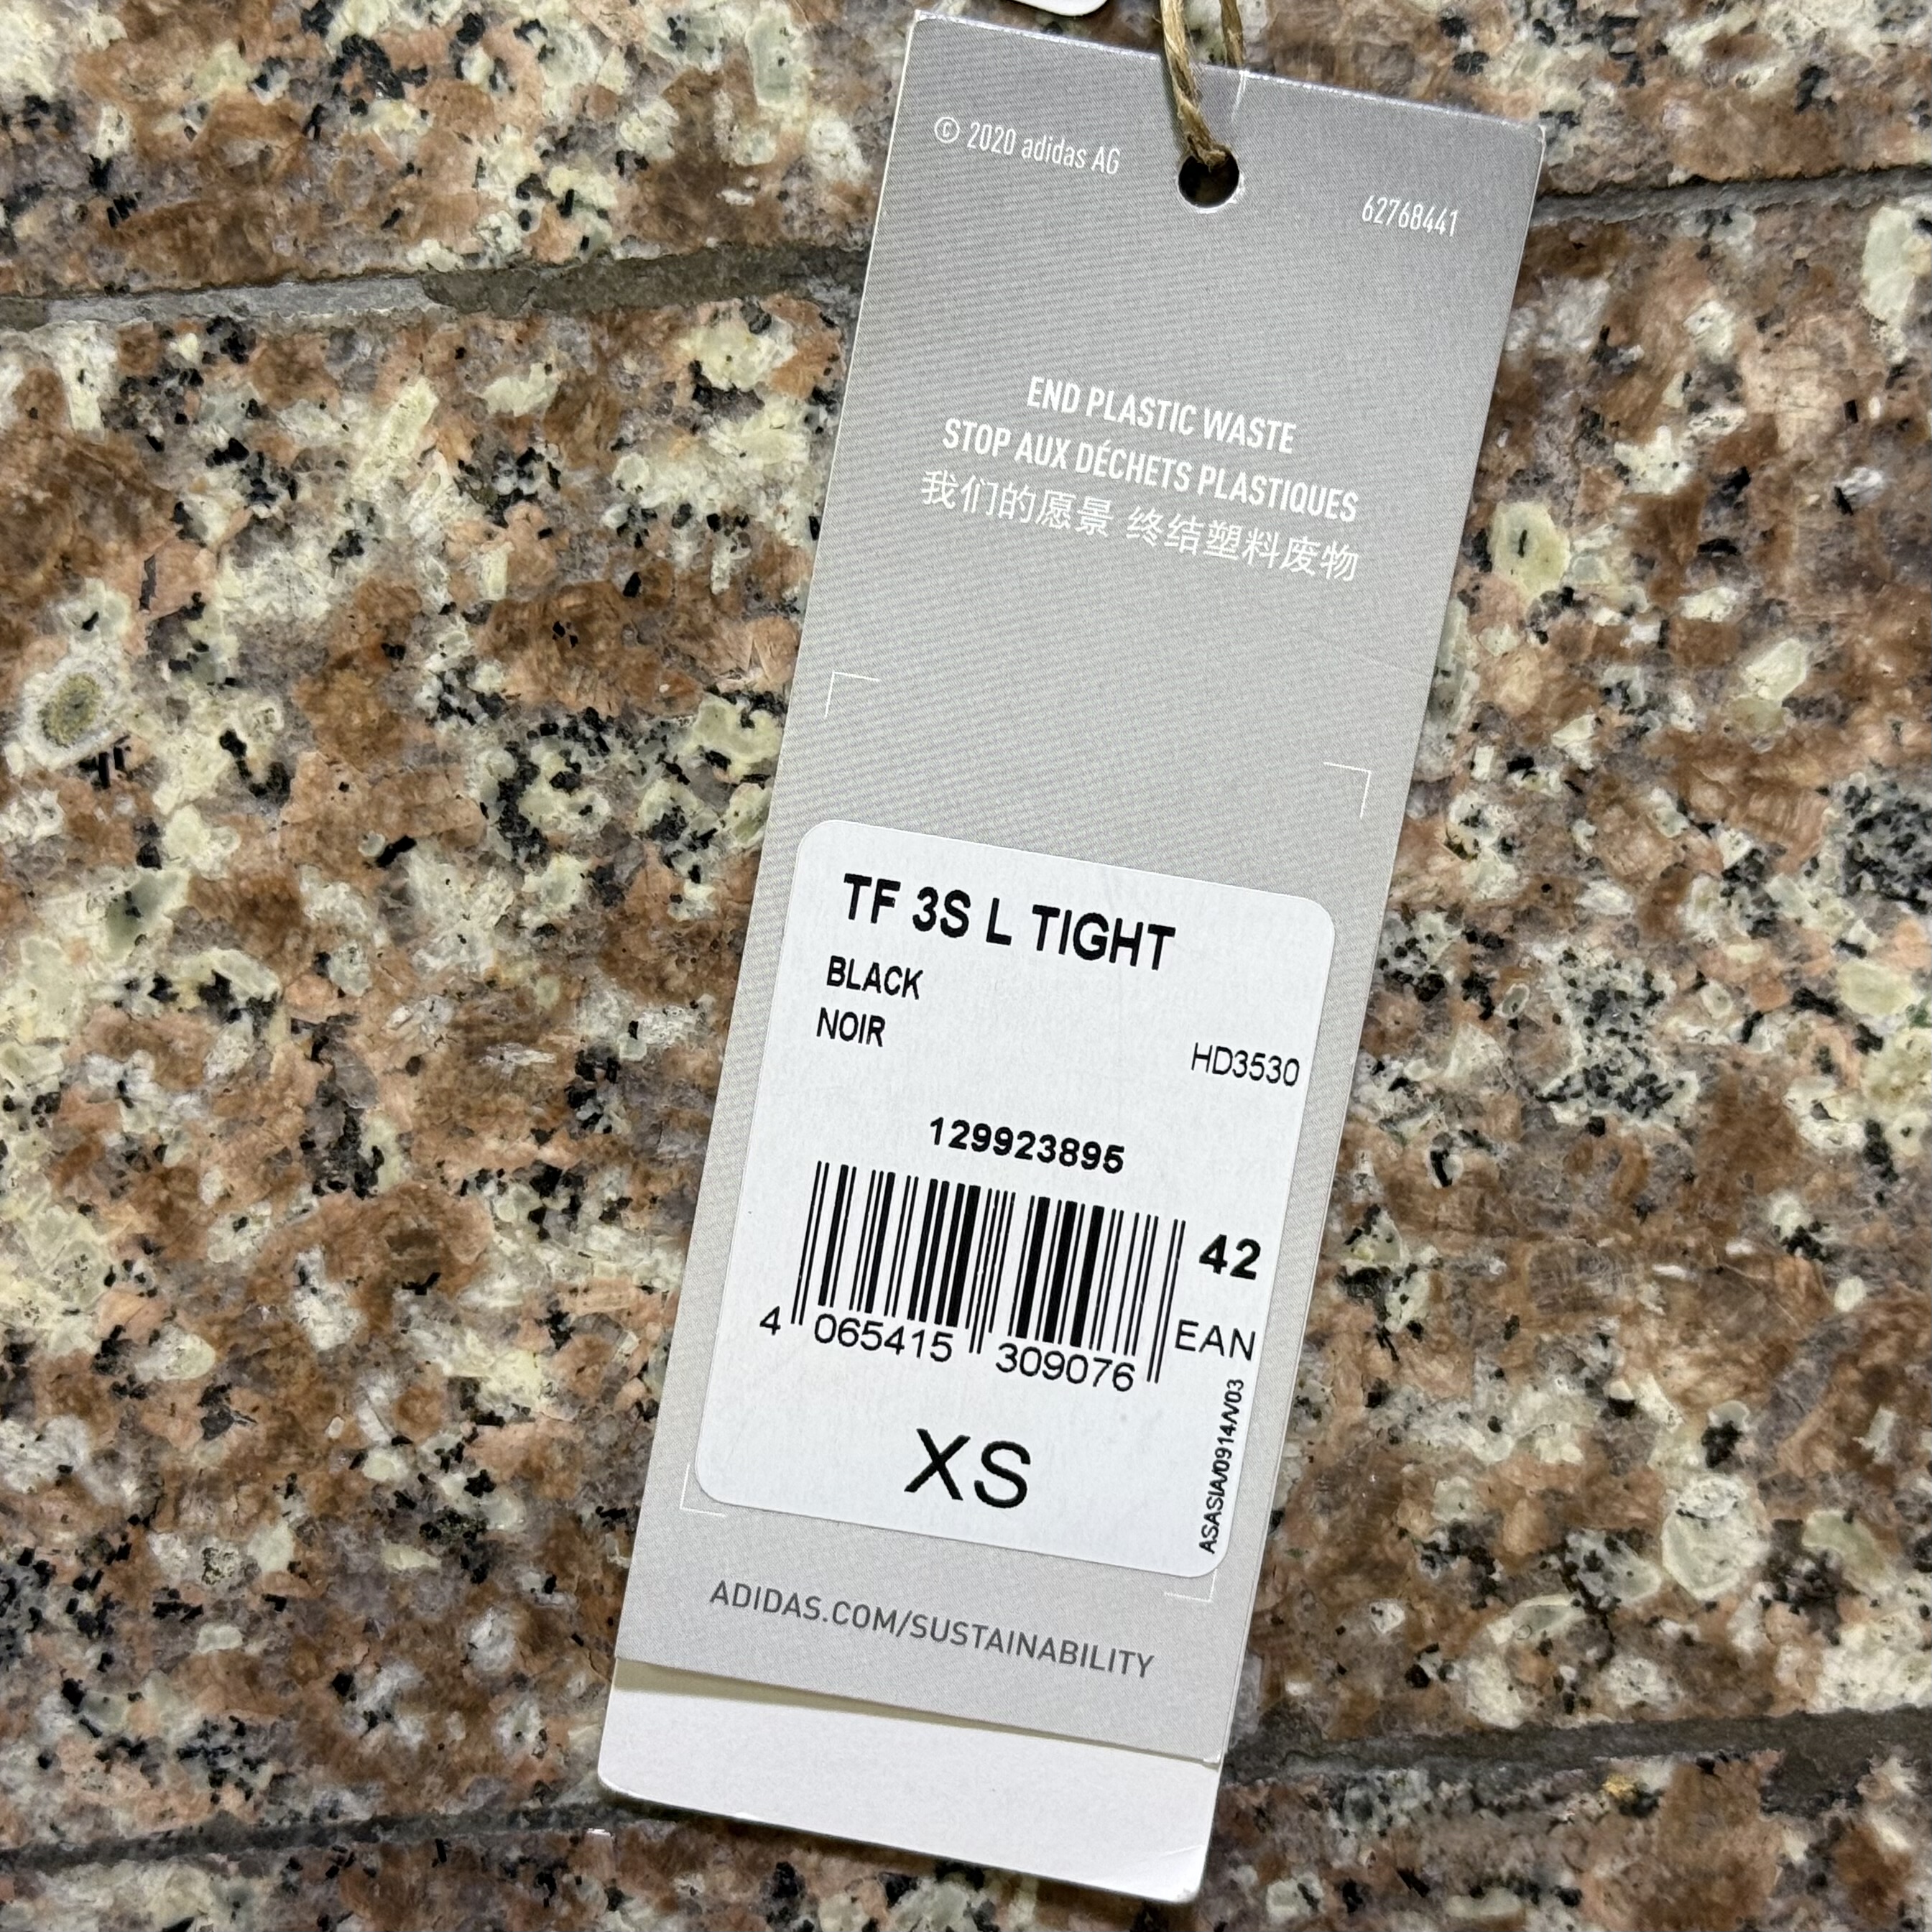 © 2020 adidas AG
62768441
END PLASTIC WASTE
STOP AUX DÉCHETS PLASTIQUES
我们的愿景 终结塑料废物
TF 3S L TIGHT
BLACK
NOIR
HD3530
129923895
42
4 065415 309076 EAN
XS
ASASIA/0914/V03
ADIDAS.COM/SUSTAINABILITY